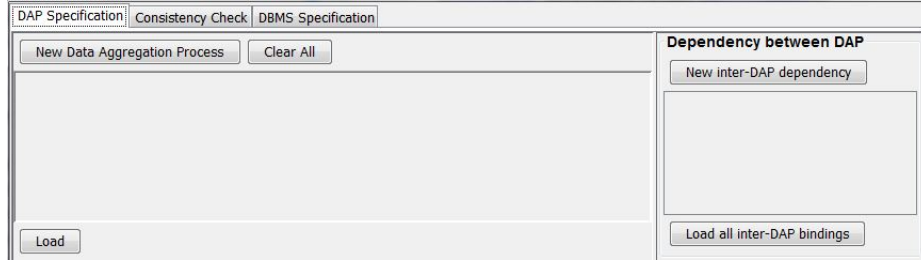 DAP Specification Consistency Check DBMS Specification
New Data Aggregation Process Clear All
Dependency between DAP
New inter-DAP dependency
Load
Load all inter-DAP bindings